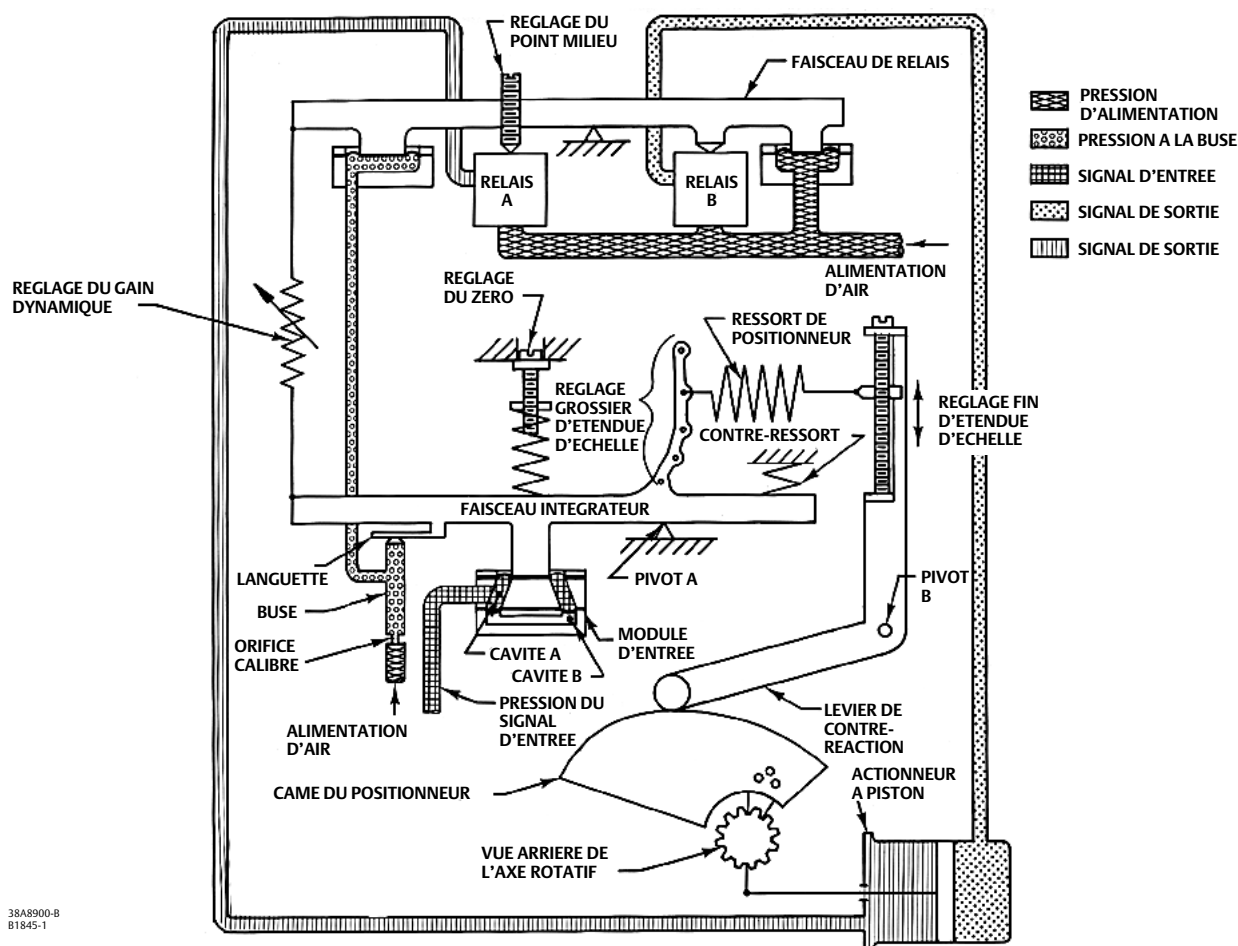 REGLAGE DU
POINT MILIEU
FAISCEAU DE RELAIS
PRESSION
D'ALIMENTATION
PRESSION A LA BUSE
SIGNAL D'ENTREE
SIGNAL DE SORTIE
SIGNAL DE SORTIE
RELAIS
A
RELAIS
B
ALIMENTATION
D'AIR
REGLAGE DU GAIN
DYNAMIQUE
REGLAGE
DU ZERO
RESSORT DE
POSITIONNEUR
REGLAGE
GROSSIER
D'ETENDUE
D'ECHELLE
REGLAGE FIN
D'ETENDUE
D'ECHELLE
CONTRE-RESSORT
FAISCEAU INTEGRATEUR
LANGUETTE
PIVOT A
PIVOT
B
BUSE
ORIFICE
CALIBRE
MODULE
D'ENTREE
CAVITE A
CAVITE B
ALIMENTATION
D'AIR
PRESSION DU
SIGNAL
D'ENTREE
LEVIER DE
CONTRE-
REACTION
CAME DU POSITIONNEUR
ACTIONNEUR
A PISTON
VUE ARRIERE DE
L'AXE ROTATIF
38A8900-B
B1845-1